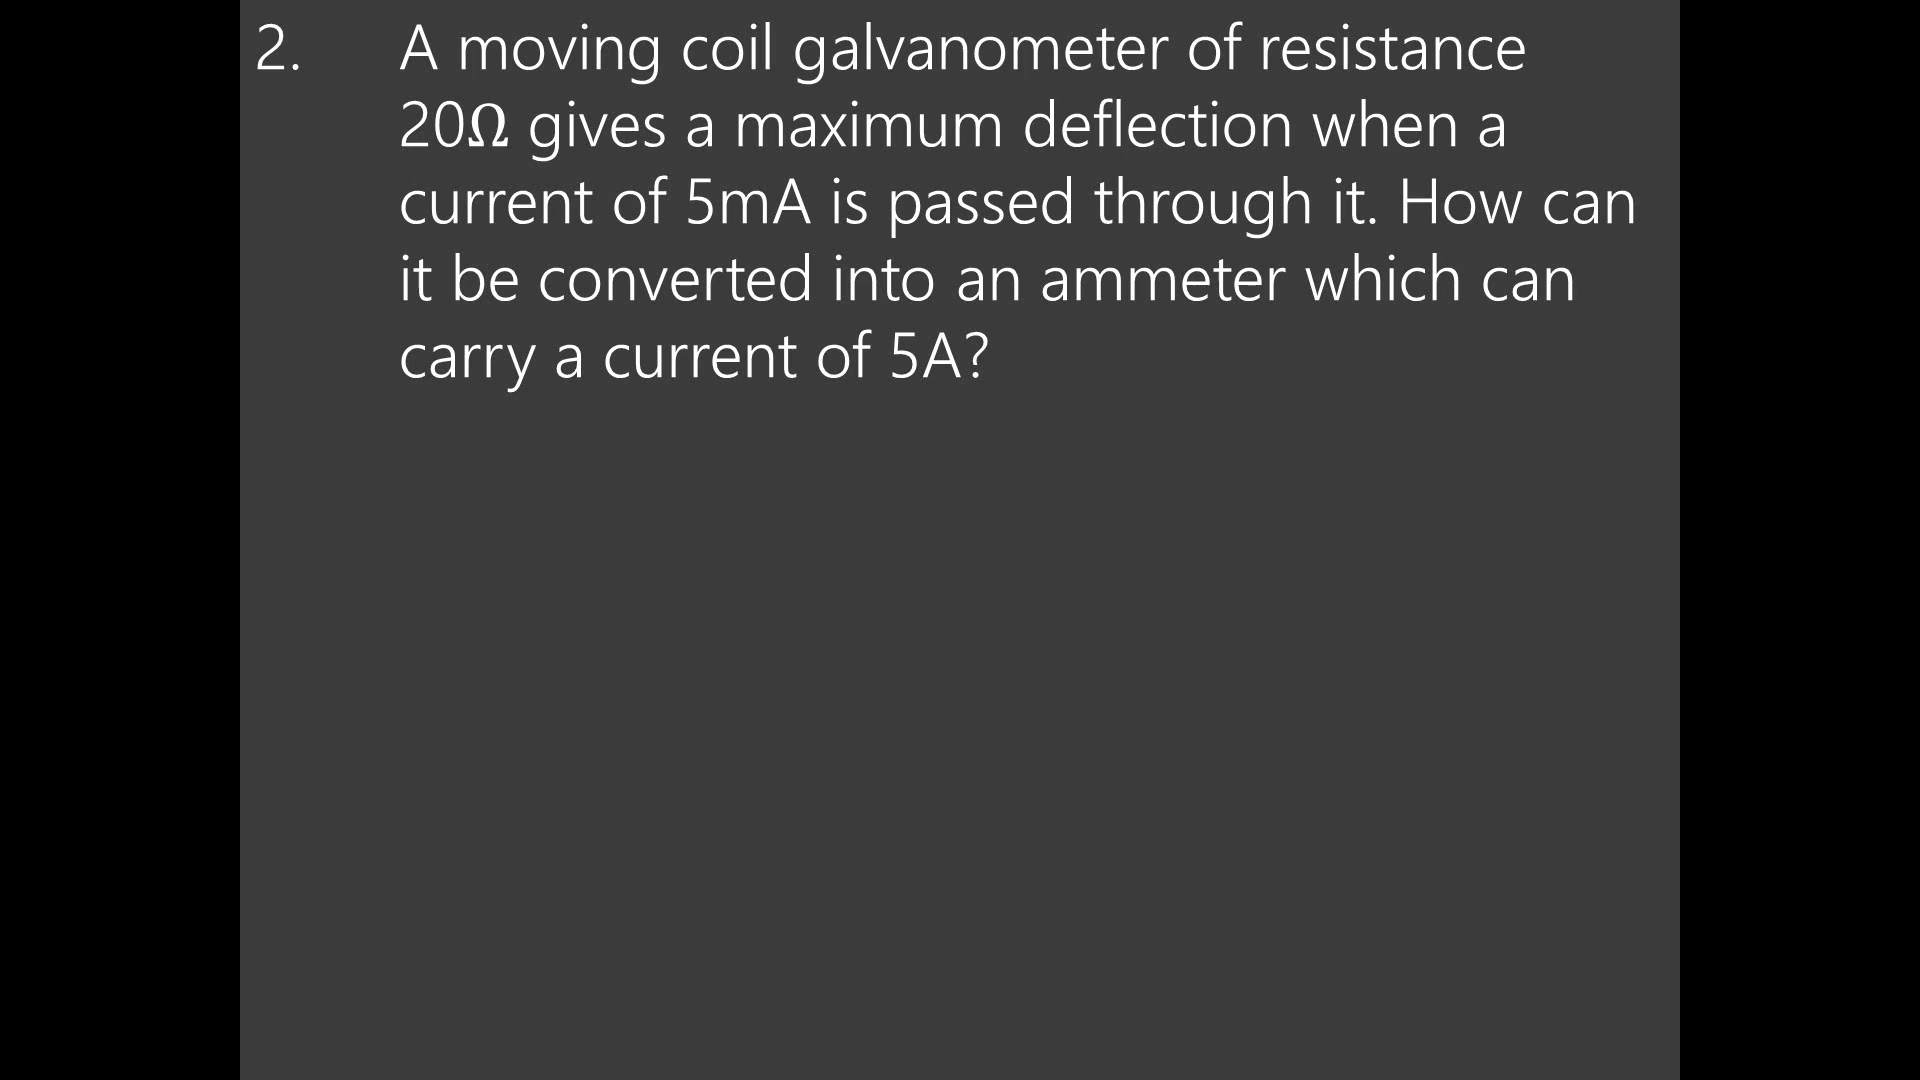 2. A moving coil galvanometer of resistance
20Ω gives a maximum deflection when a
current of 5mA is passed through it. How can
it be converted into an ammeter which can
carry a current of 5A?